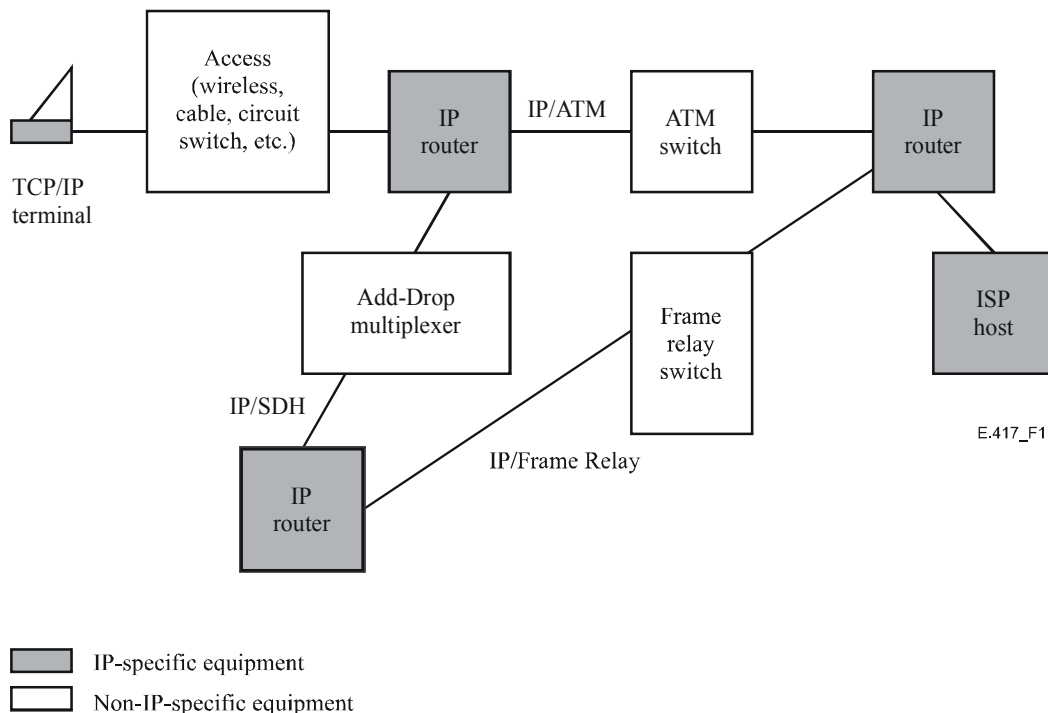 Access
(wireless,
cable, circuit
switch, etc.)
IP
router
IP/ATM
ATM
switch
IP
router
TCP/IP
terminal
Add-Drop
multiplexer
Frame
relay
switch
ISP
host
IP/SDH
E.417_F1
IP/Frame Relay
IP
router
IP-specific equipment
Non-IP-specific equipment